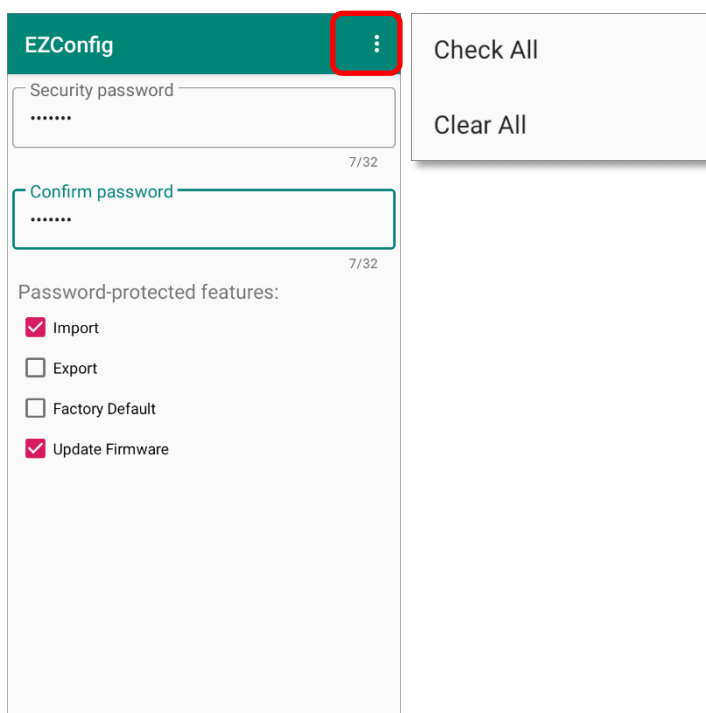 EZConfig
Security password
•••••••
7/32
Confirm password
•••••••
7/32
Password-protected features:
Import
Export
Factory Default
Update Firmware
Check All
Clear All